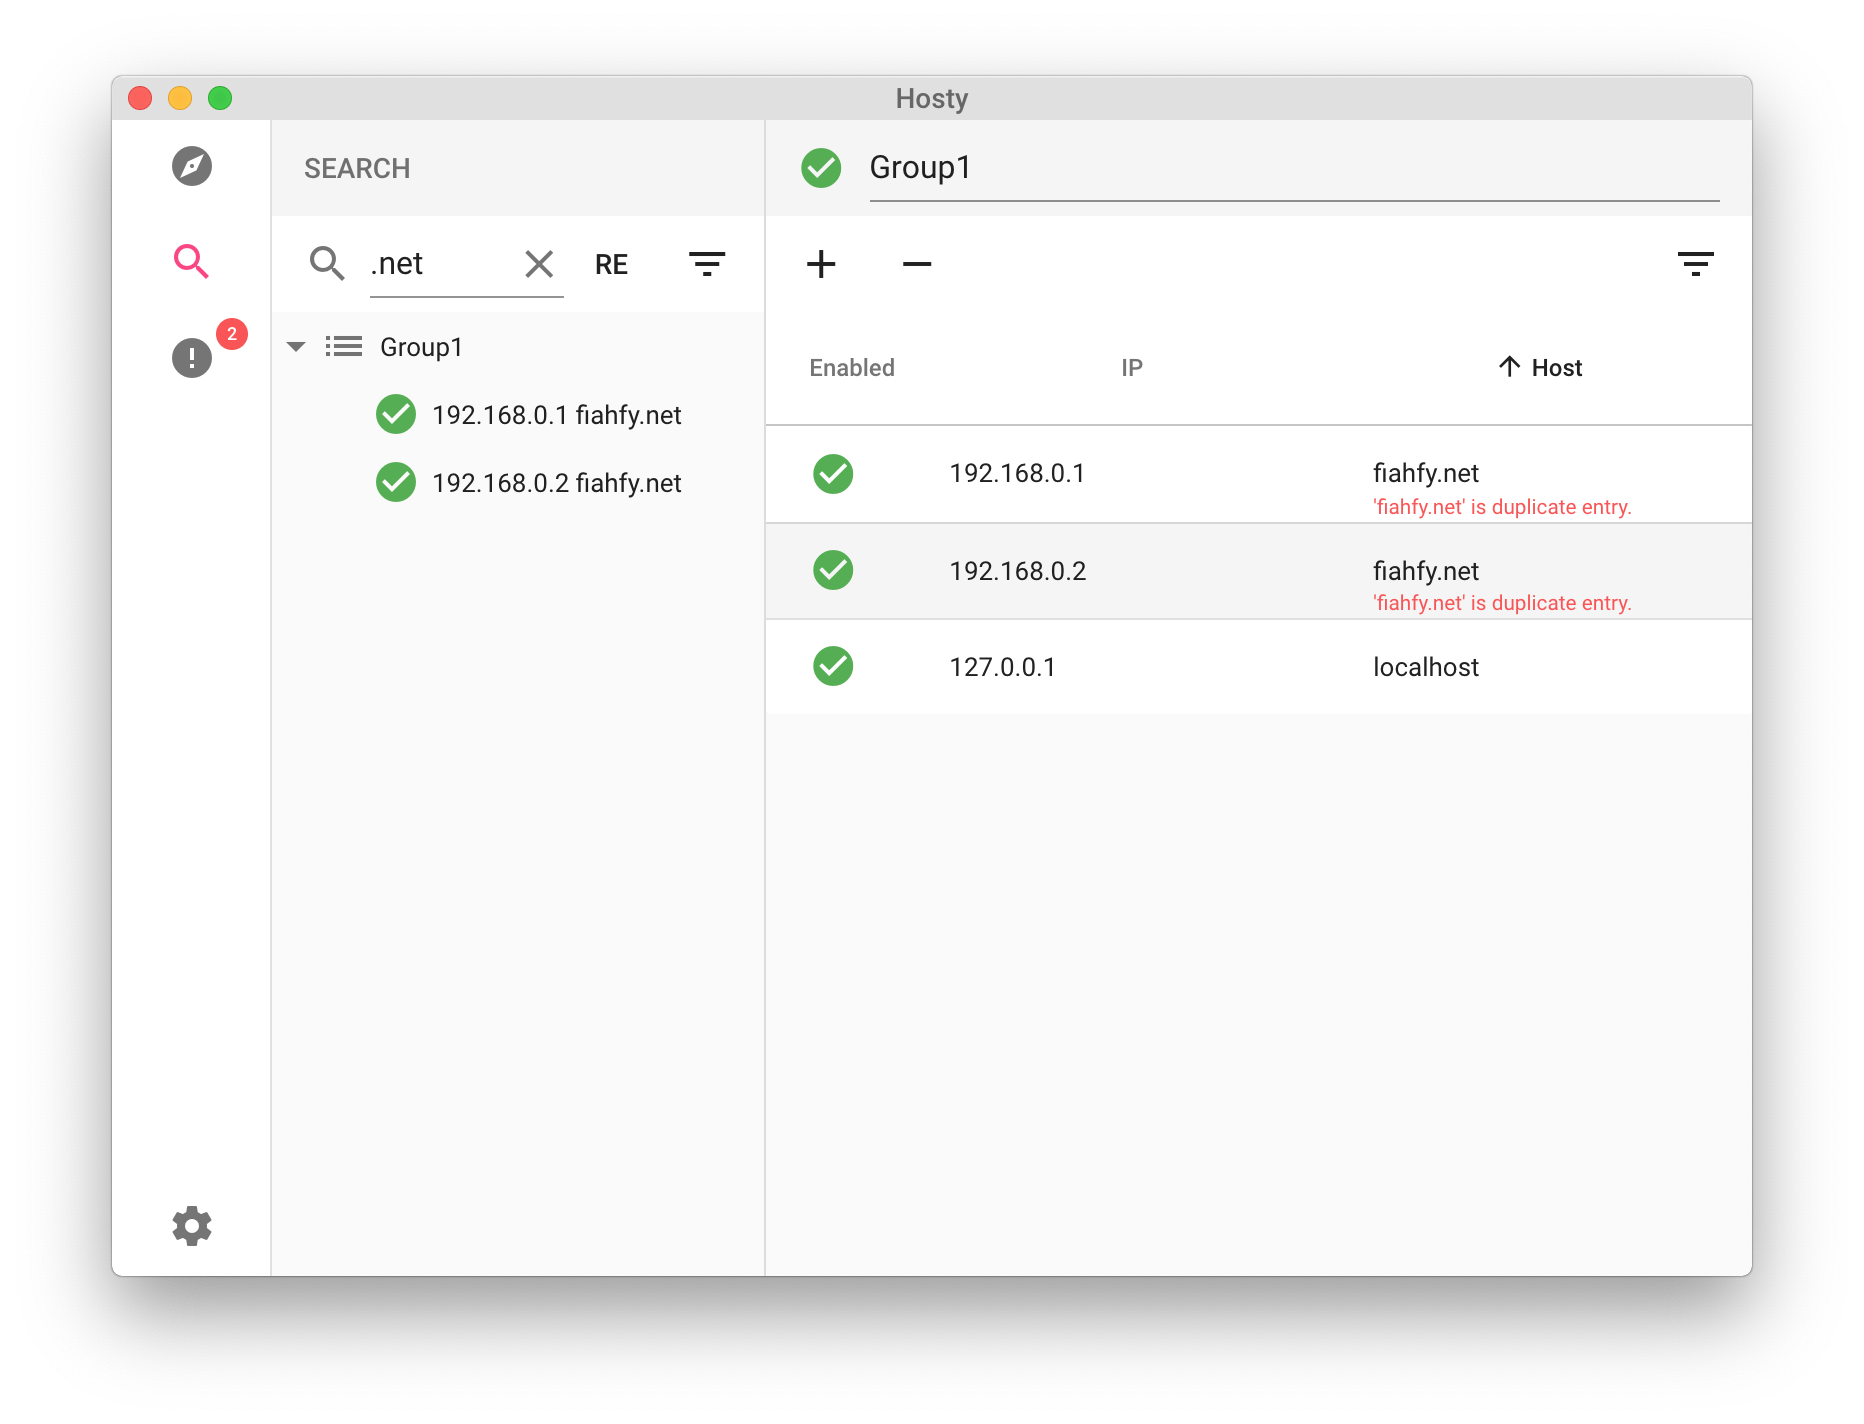 Hosty
SEARCH
Group1
.net
RE
2
Group1
192.168.0.1 fiahfy.net
192.168.0.2 fiahfy.net
Enabled
IP
Host
192.168.0.1
fiahfy.net
'fiahfy.net' is duplicate entry.
192.168.0.2
fiahfy.net
'fiahfy.net' is duplicate entry.
127.0.0.1
localhost